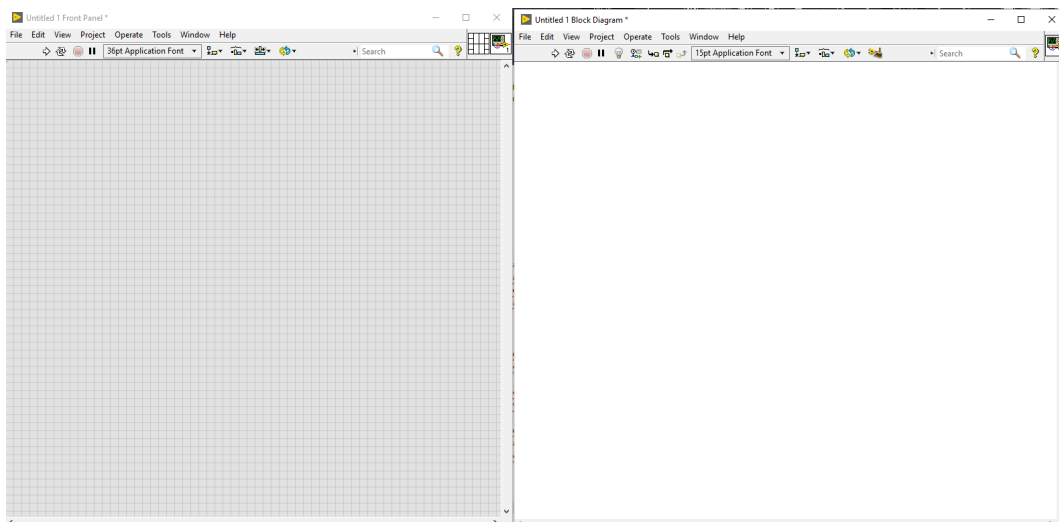 Untitled 1 Front Panel *
File Edit View Project Operate Tools Window Help
36pt Application Font
Search
?
1
Untitled 1 Block Diagram *
File Edit View Project Operate Tools Window Help
15pt Application Font
Search
?